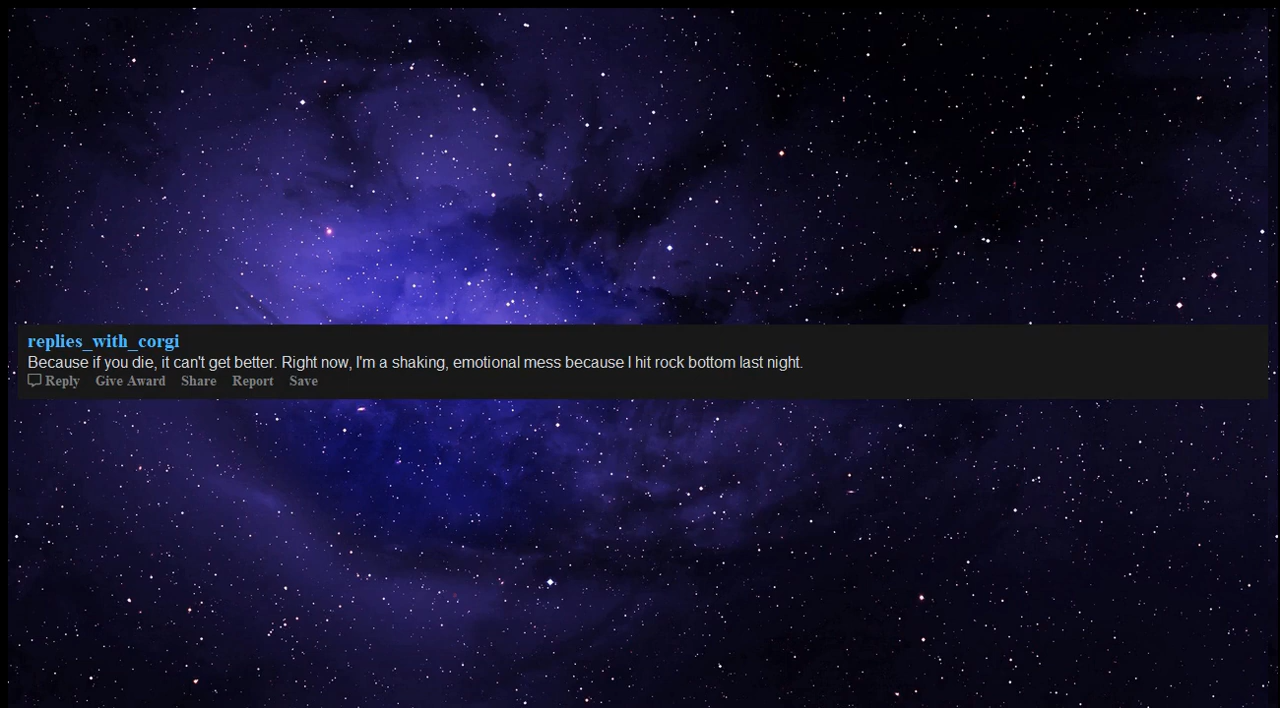 replies_with_corgi
Because if you die, it can't get better. Right now, I'm a shaking, emotional mess because I hit rock bottom last night.
Reply Give Award Share Report Save